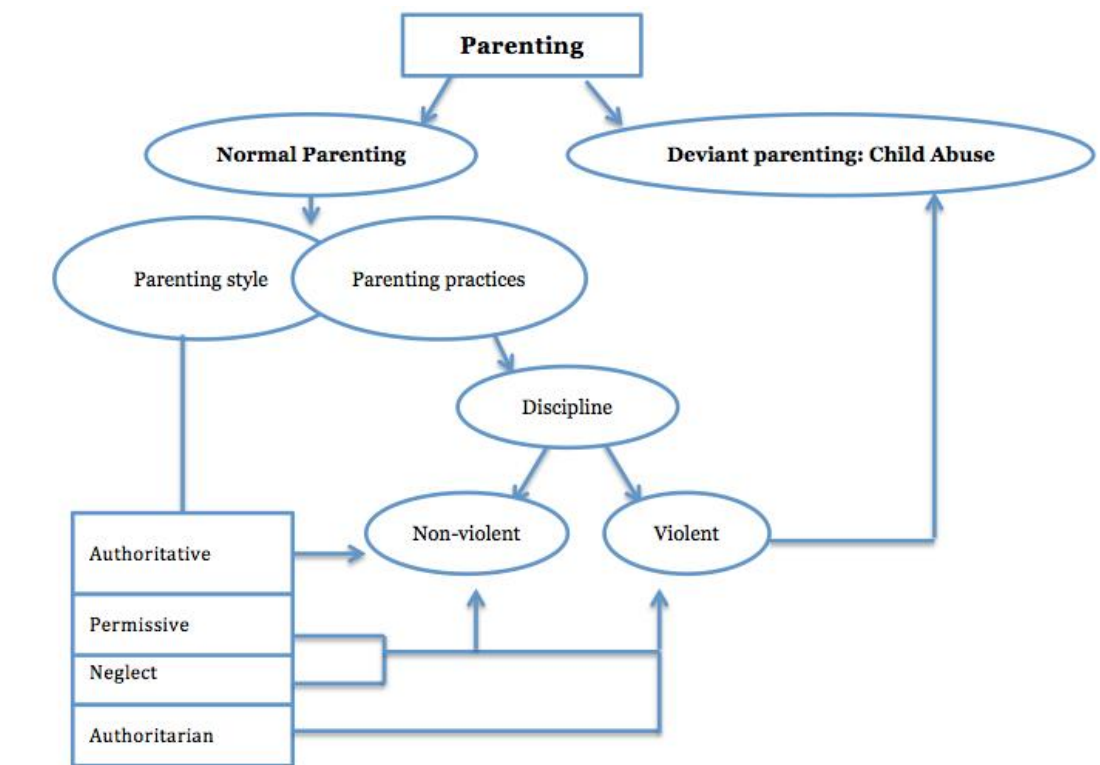 Parenting
Normal Parenting
Deviant parenting: Child Abuse
Parenting style
Parenting practices
Discipline
Non-violent
Violent
Authoritative
Permissive
Neglect
Authoritarian